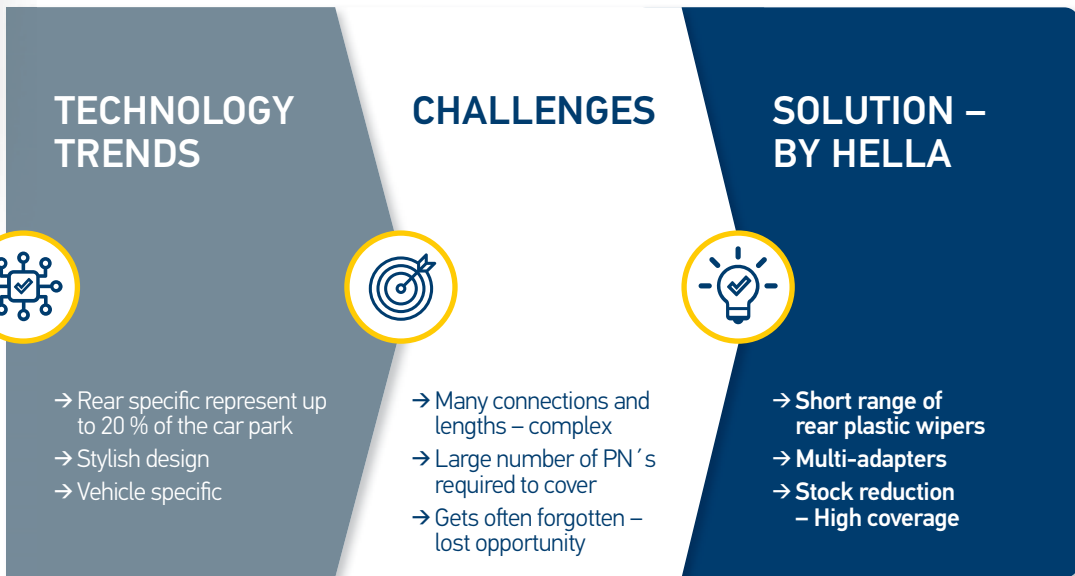 TECHNOLOGY
TRENDS
→ Rear specific represent up
to 20 % of the car park
→ Stylish design
→ Vehicle specific
CHALLENGES
→ Many connections and
lengths – complex
→ Large number of PN´s
required to cover
→ Gets often forgotten –
lost opportunity
SOLUTION –
BY HELLA
→ Short range of
rear plastic wipers
→ Multi-adapters
→ Stock reduction
– High coverage